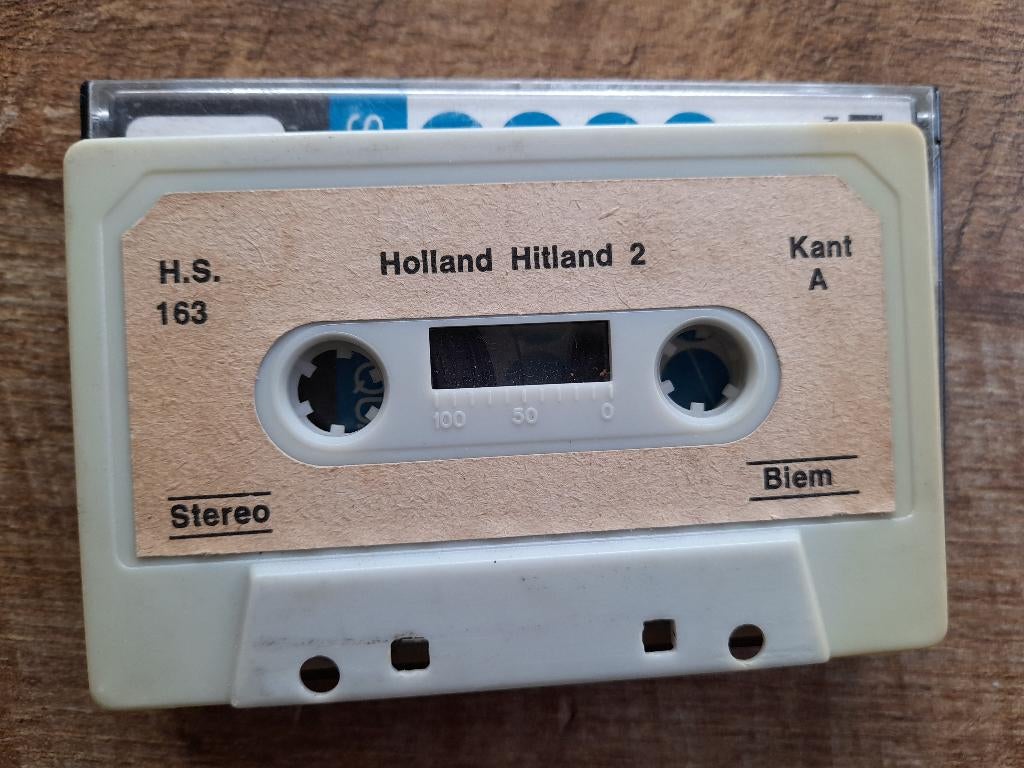 H.S.
163
Holland Hitland 2
Kant
A
100 50 0
Stereo
Biem